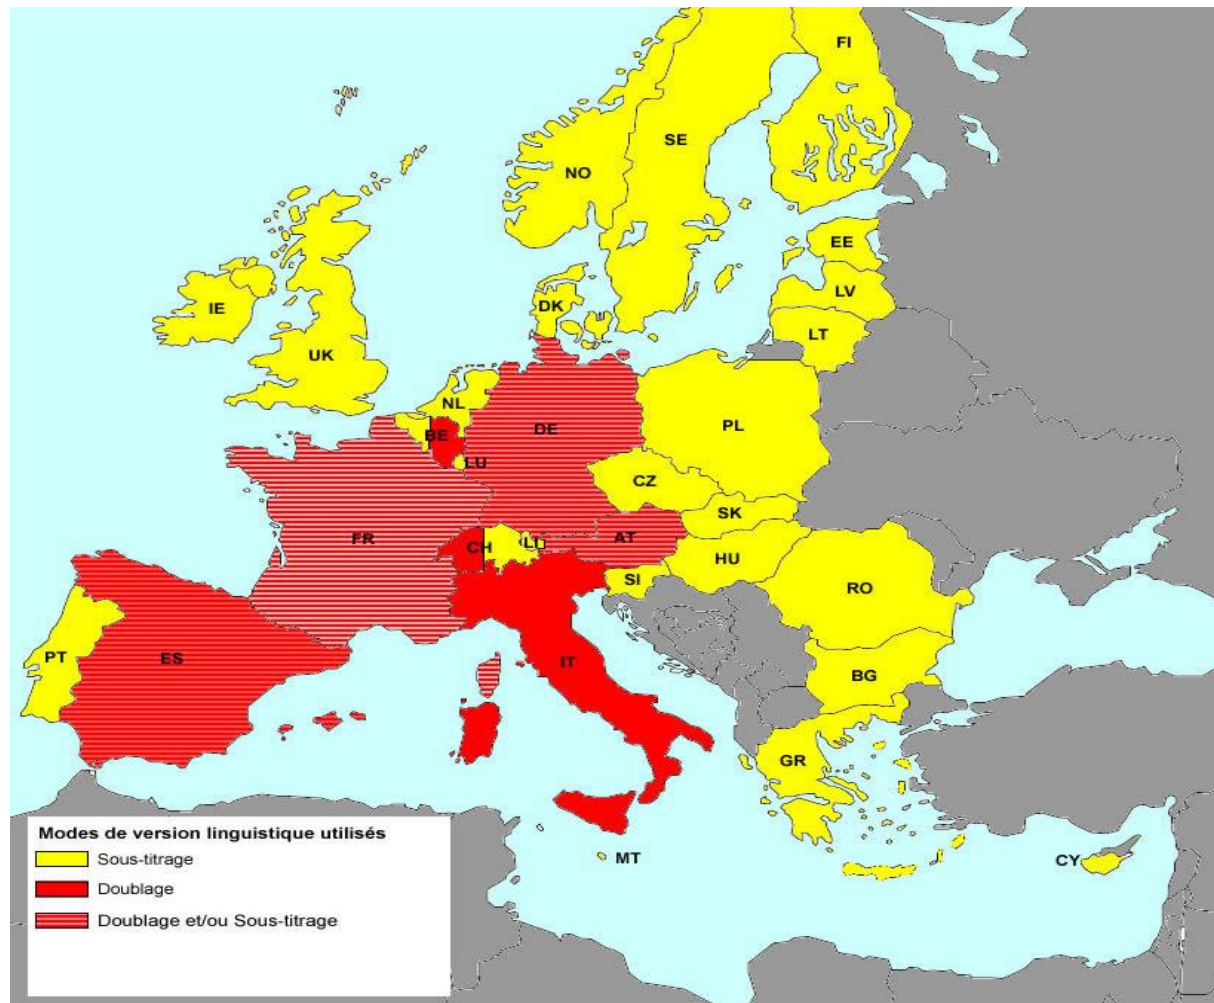 FI
SE
NO
EE
IE
DK
LV
LT
UK
NL
PL
BE
DE
LU
CZ
SK
FR
CH
LI
AT
HU
SI
RO
PT
ES
IT
BG
GR
MT
CY
Modes de version linguistique utilisés
Sous-titrage
Doublage
Doublage et/ou Sous-titrage